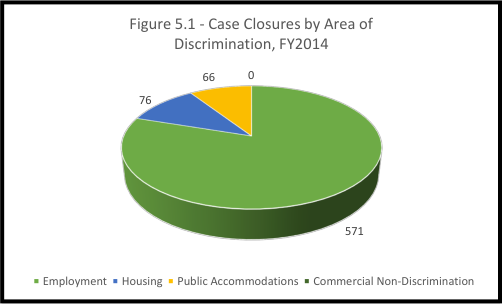 Figure 5.1 - Case Closures by Area of
Discrimination, FY2014
0
66
76
571
Employment Housing Public Accommodations Commercial Non-Discrimination